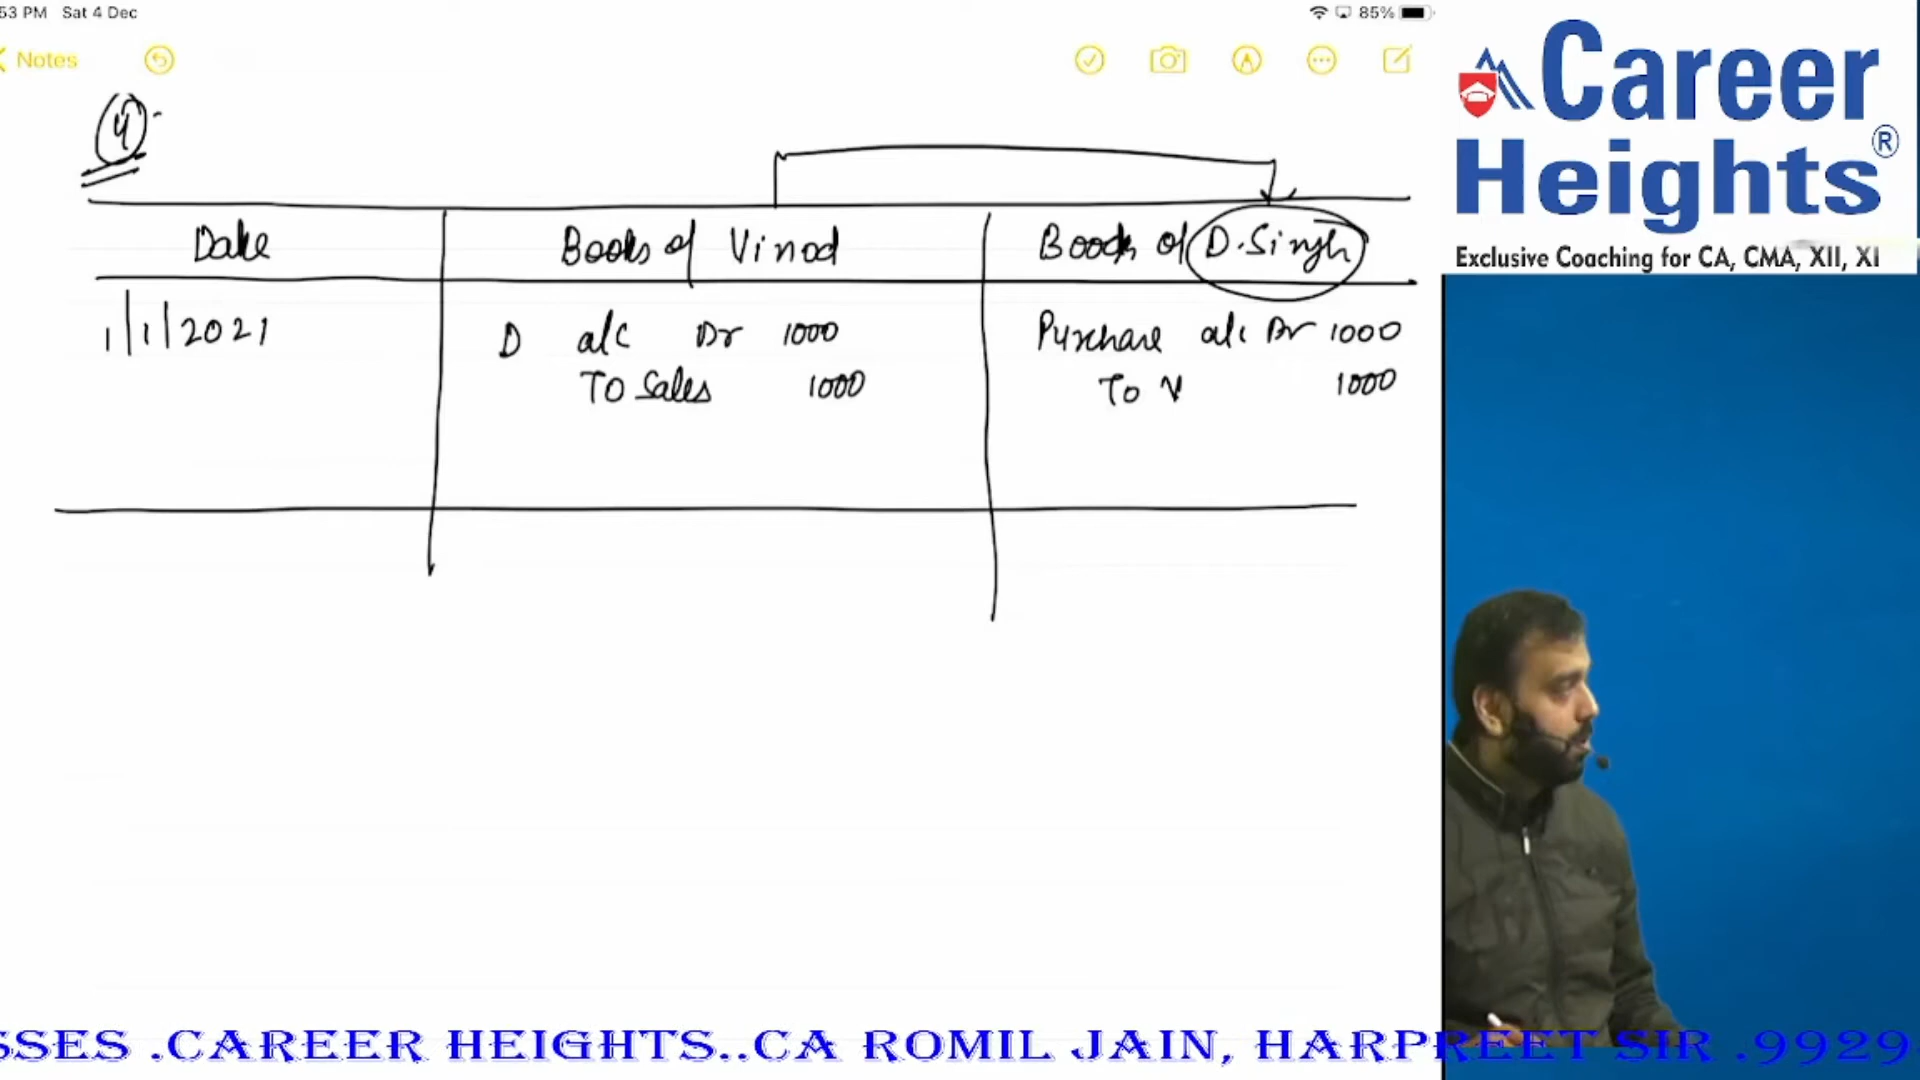 53 PM Sat 4 Dec
85%
Notes
4
Date
Books of Vinod
Books of D.Singh
1/1/2021
D a/c Dr 1000
To Sales 1000
Purchase a/c Dr 1000
To V 1000
Career
Heights®
Exclusive Coaching for CA, CMA, XII, XI
SSES .CAREER HEIGHTS..CA ROMIL JAIN, HARPREET SIR .9929